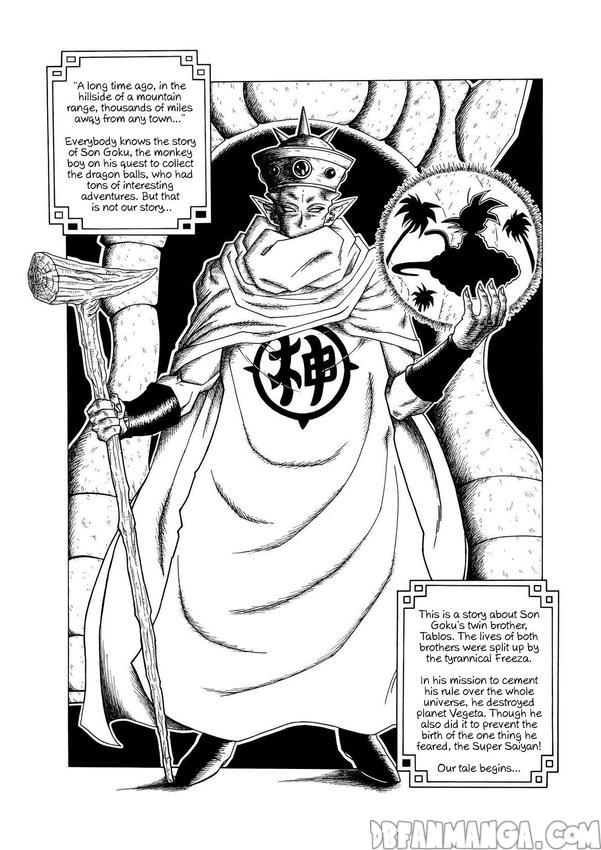 "A long time ago, in the
hillside of a mountain
range, thousands of miles
away from any town..."
Everybody knows the story
of Son Goku, the monkey
boy on his quest to collect
the dragon balls, who had
tons of interesting
adventures. But that
is not our story...
神
This is a story about Son
Goku's twin brother,
Tablos. The lives of both
brothers were split up by
the tyrannical Freeza.
In his mission to cement
his rule over the whole
universe, he destroyed
planet Vegeta. Though he
also did it to prevent the
birth of the one thing he
feared, the Super Saiyan!
Our tale begins...
DBFANMANGA.COM